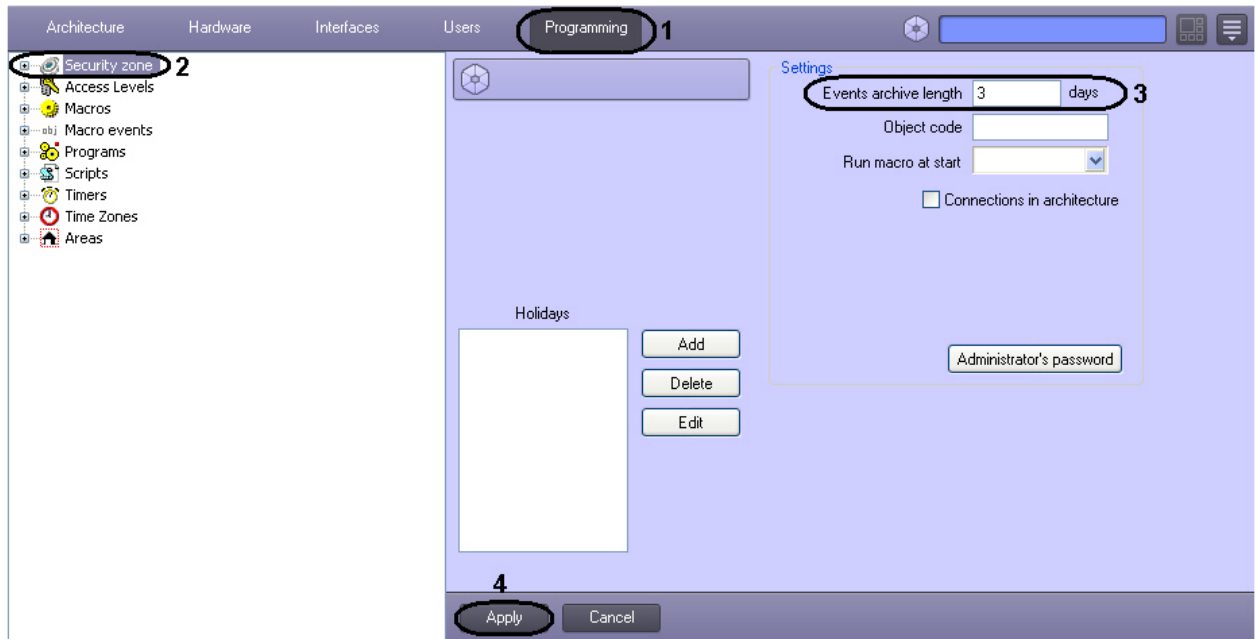 Architecture Hardware Interfaces Users Programming 1
Security zone 2
Access Levels
Macros
obj Macro events
Programs
Scripts
Timers
Time Zones
Areas
Settings
Events archive length 3 days 3
Object code
Run macro at start
Connections in architecture
Administrator's password
Holidays
Add
Delete
Edit
4
Apply Cancel